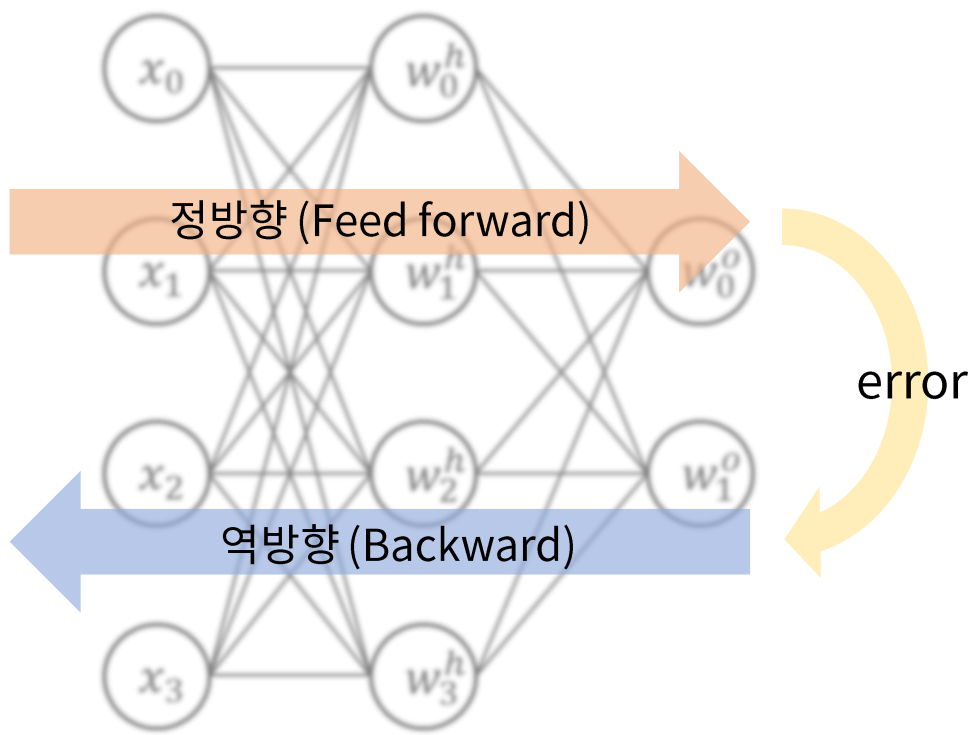 x₀ w₀ʰ
정방향 (Feed forward)
x₁ w₁ʰ w₀ᵒ
error
x₂ w₂ʰ w₁ᵒ
역방향 (Backward)
x₃ w₃ʰ